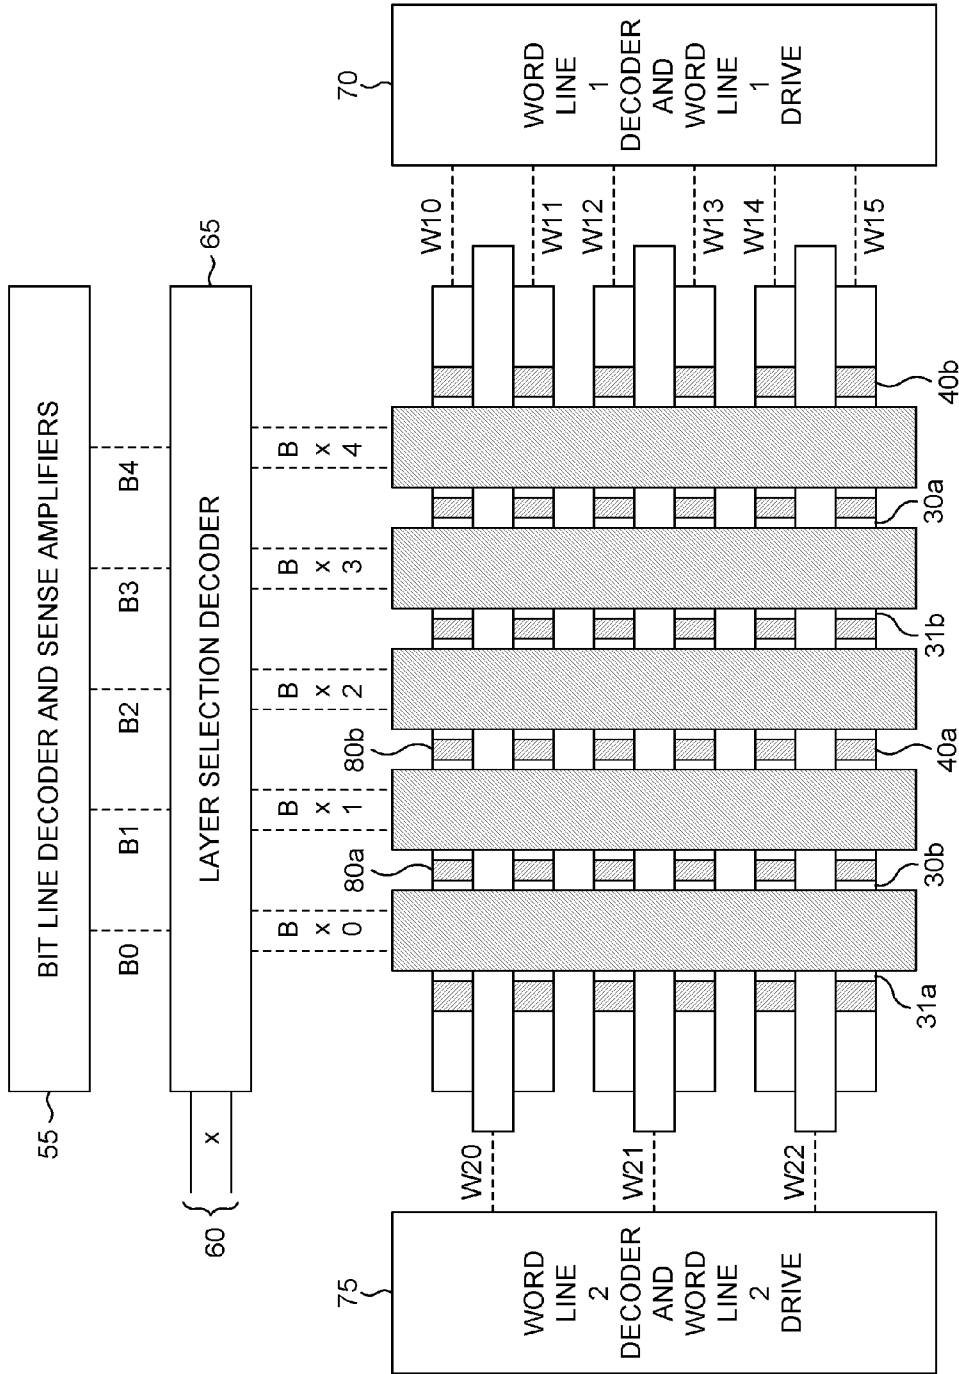 BIT LINE DECODER AND SENSE AMPLIFIERS
55
B0
B1
B2
B3
B4
LAYER SELECTION DECODER
65
x
60
B x 0
B x 1
B x 2
B x 3
B x 4
75
WORD
LINE
2
DECODER
AND
WORD
LINE
2
DRIVE
W20
W21
W22
80a
80b
70
WORD
LINE
1
DECODER
AND
WORD
LINE
1
DRIVE
W10
W11
W12
W13
W14
W15
31a
30b
40a
31b
30a
40b